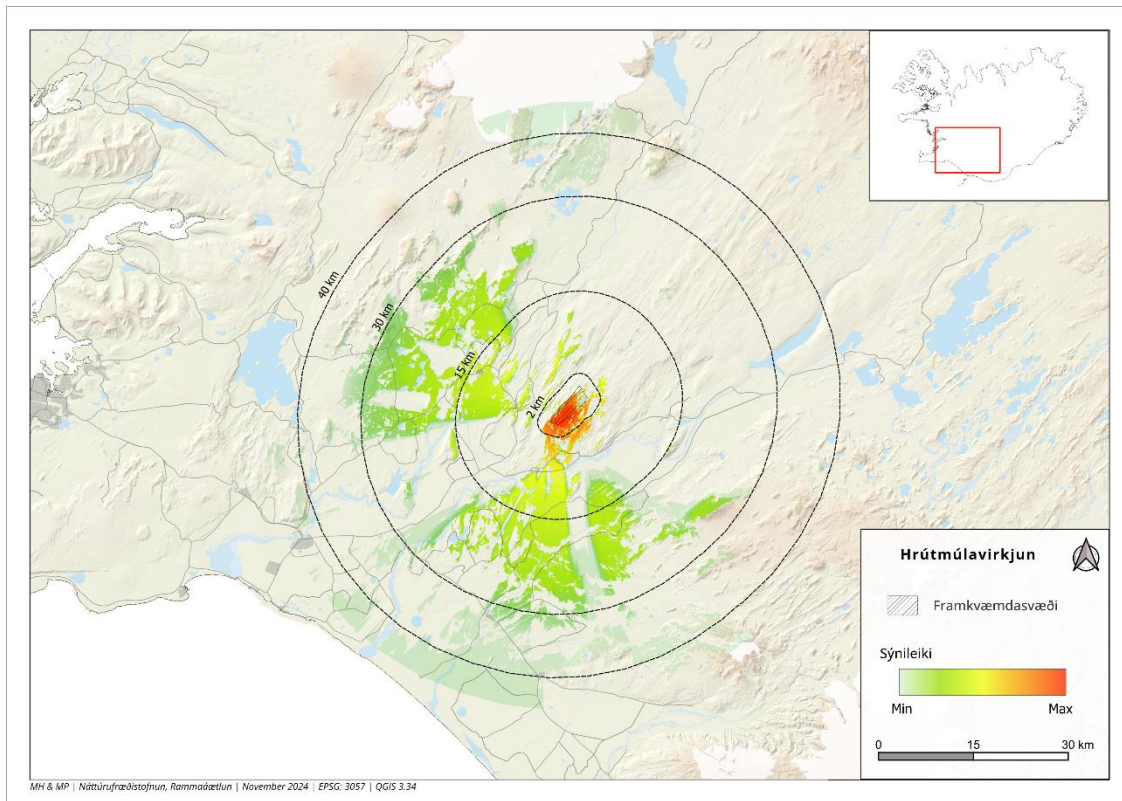 40 km
30 km
15 km
2 km
Hrútmúlavirkjun
Framkvæmdasvæði
Sýnileiki
Min Max
0 15 30 km
MH & MP | Náttúrufræðistofnun, Rammaáætlun | November 2024 | EPSG: 3057 | QGIS 3.34